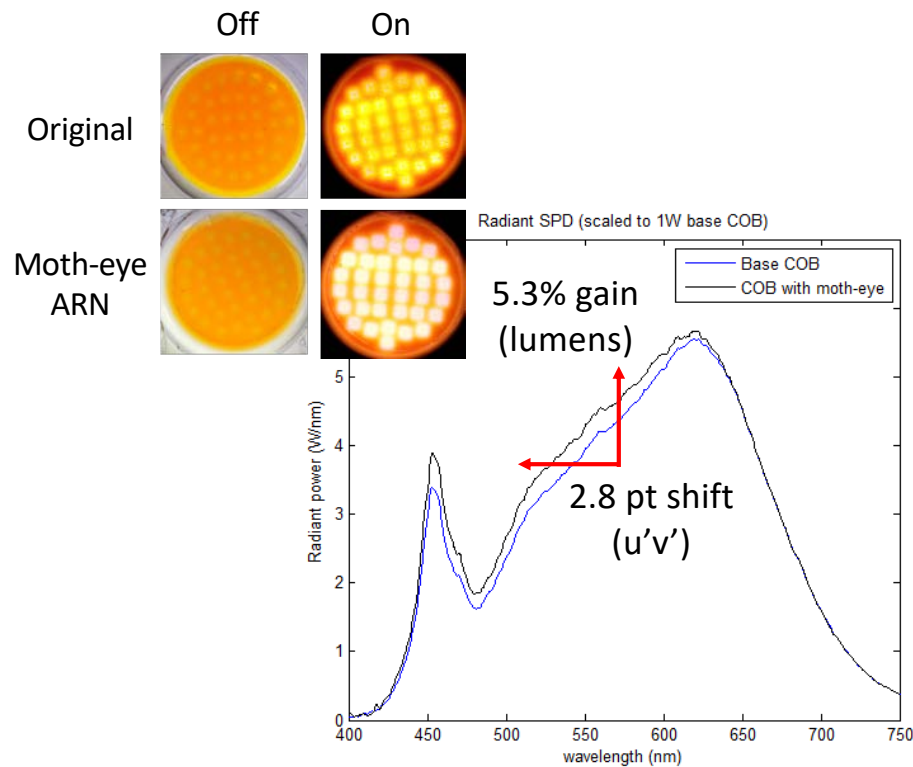 Off
On
Original
Moth-eye
ARN
Radiant SPD (scaled to 1W base COB)
Base COB
COB with moth-eye
5.3% gain
(lumens)
2.8 pt shift
(u'v')
Radiant power (W/nm)
5
4
3
2
1
0
400 450 500 550 600 650 700 750
wavelength (nm)